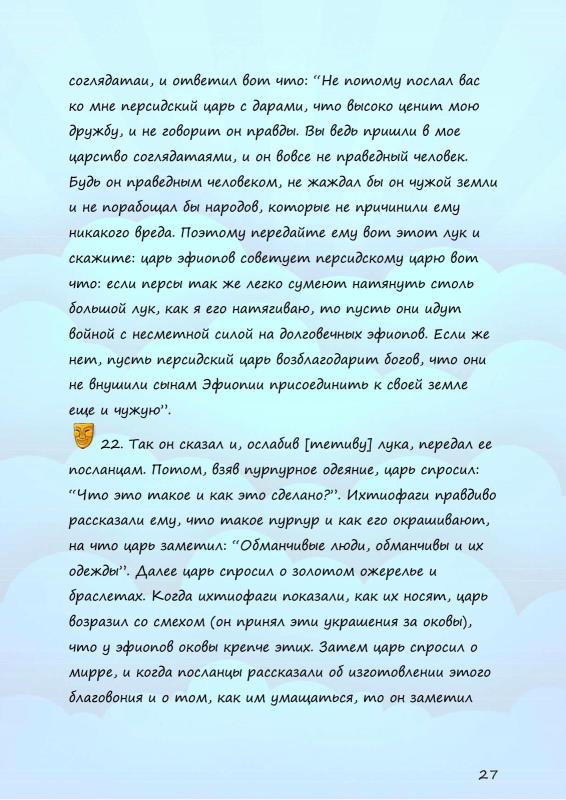 соглядатаи, и ответил вот что: “Не потому послал вас
ко мне персидский царь с дарами, что высоко ценит мою
дружбу, и не говорит он правды. Вы ведь пришли в мое
царство соглядатаями, и он вовсе не праведный человек.
Будь он праведным человеком, не жаждал бы он чужой земли
и не порабощал бы народов, которые не причинили ему
никакого вреда. Поэтому передайте ему вот этот лук и
скажите: царь эфиопов советует персидскому царю вот
что: если персы так же легко сумеют натянуть столь
большой лук, как я его натягиваю, то пусть они идут
войной с несметной силой на долговечных эфиопов. Если же
нет, пусть персидский царь возблагодарит богов, что они
не внушили сынам Эфиопии присоединить к своей земле
еще и чужую”.
22. Так он сказал и, ослабив [тетиву] лука, передал ее
посланцам. Потом, взяв пурпурное одеяние, царь спросил:
“Что это такое и как это сделано?”. Ихтиофаги правдиво
рассказали ему, что такое пурпур и как его окрашивают,
на что царь заметил: “Обманчивые люди, обманчивы и их
одежды”. Далее царь спросил о золотом ожерелье и
браслетах. Когда ихтиофаги показали, как их носят, царь
возразил со смехом (он принял эти украшения за оковы),
что у эфиопов оковы крепче этих. Затем царь спросил о
мирре, и когда посланцы рассказали об изготовлении этого
благовония и о том, как им умащаться, то он заметил
27